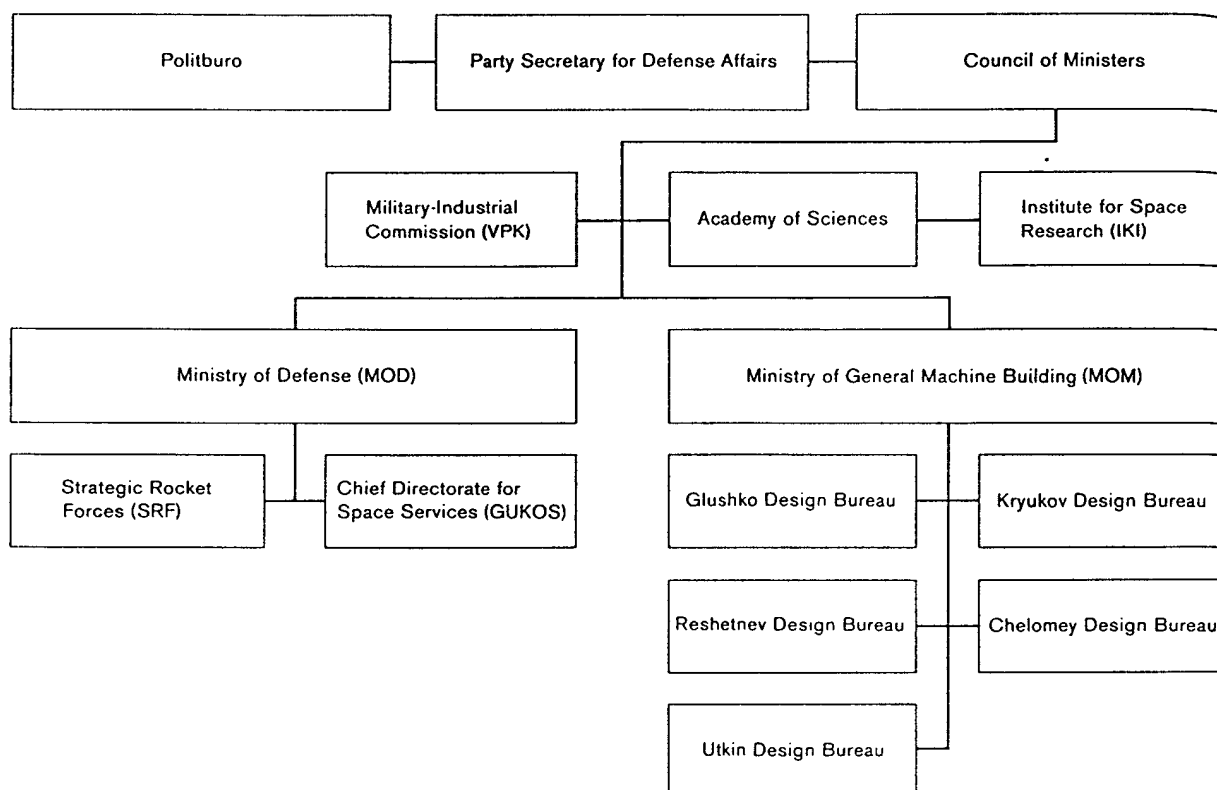 Politburo
Party Secretary for Defense Affairs
Council of Ministers
Military-Industrial
Commission (VPK)
Academy of Sciences
Institute for Space
Research (IKI)
Ministry of Defense (MOD)
Ministry of General Machine Building (MOM)
Strategic Rocket
Forces (SRF)
Chief Directorate for
Space Services (GUKOS)
Glushko Design Bureau
Kryukov Design Bureau
Reshetnev Design Bureau
Chelomey Design Bureau
Utkin Design Bureau